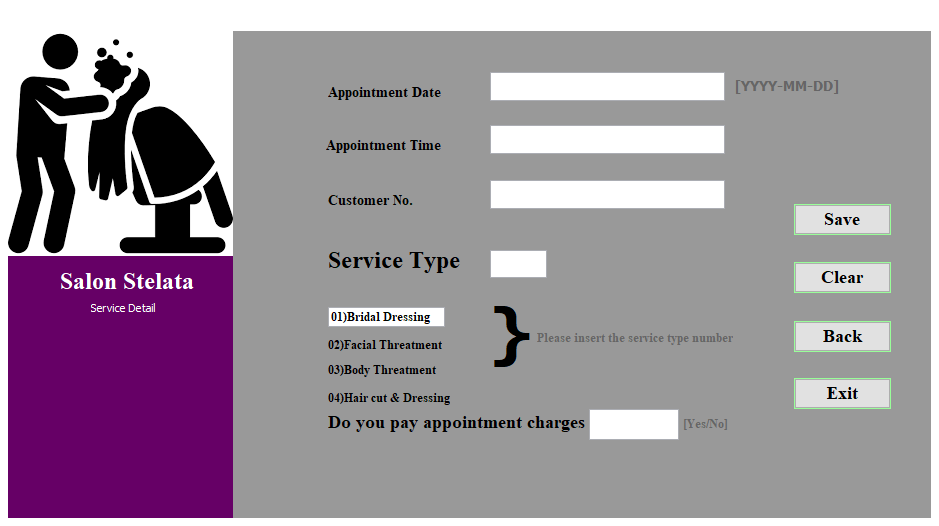 Appointment Date [YYYY-MM-DD]
Appointment Time
Customer No.
Save
Service Type
Clear
Salon Stelata
Service Detail
01)Bridal Dressing
} Please insert the service type number
Back
02)Facial Threatment
03)Body Threatment
Exit
04)Hair cut & Dressing
Do you pay appointment charges [Yes/No]